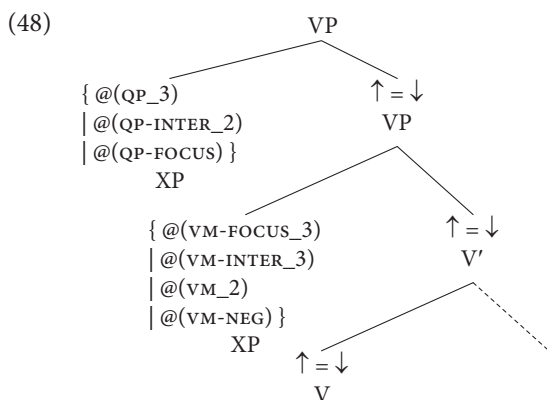 (48)
VP
{ @(QP_3)
| @(QP-INTER_2)
| @(QP-FOCUS) }
XP
↑ = ↓
VP
{ @(VM-FOCUS_3)
| @(VM-INTER_3)
| @(VM_2)
| @(VM-NEG) }
XP
↑ = ↓
V′
↑ = ↓
V